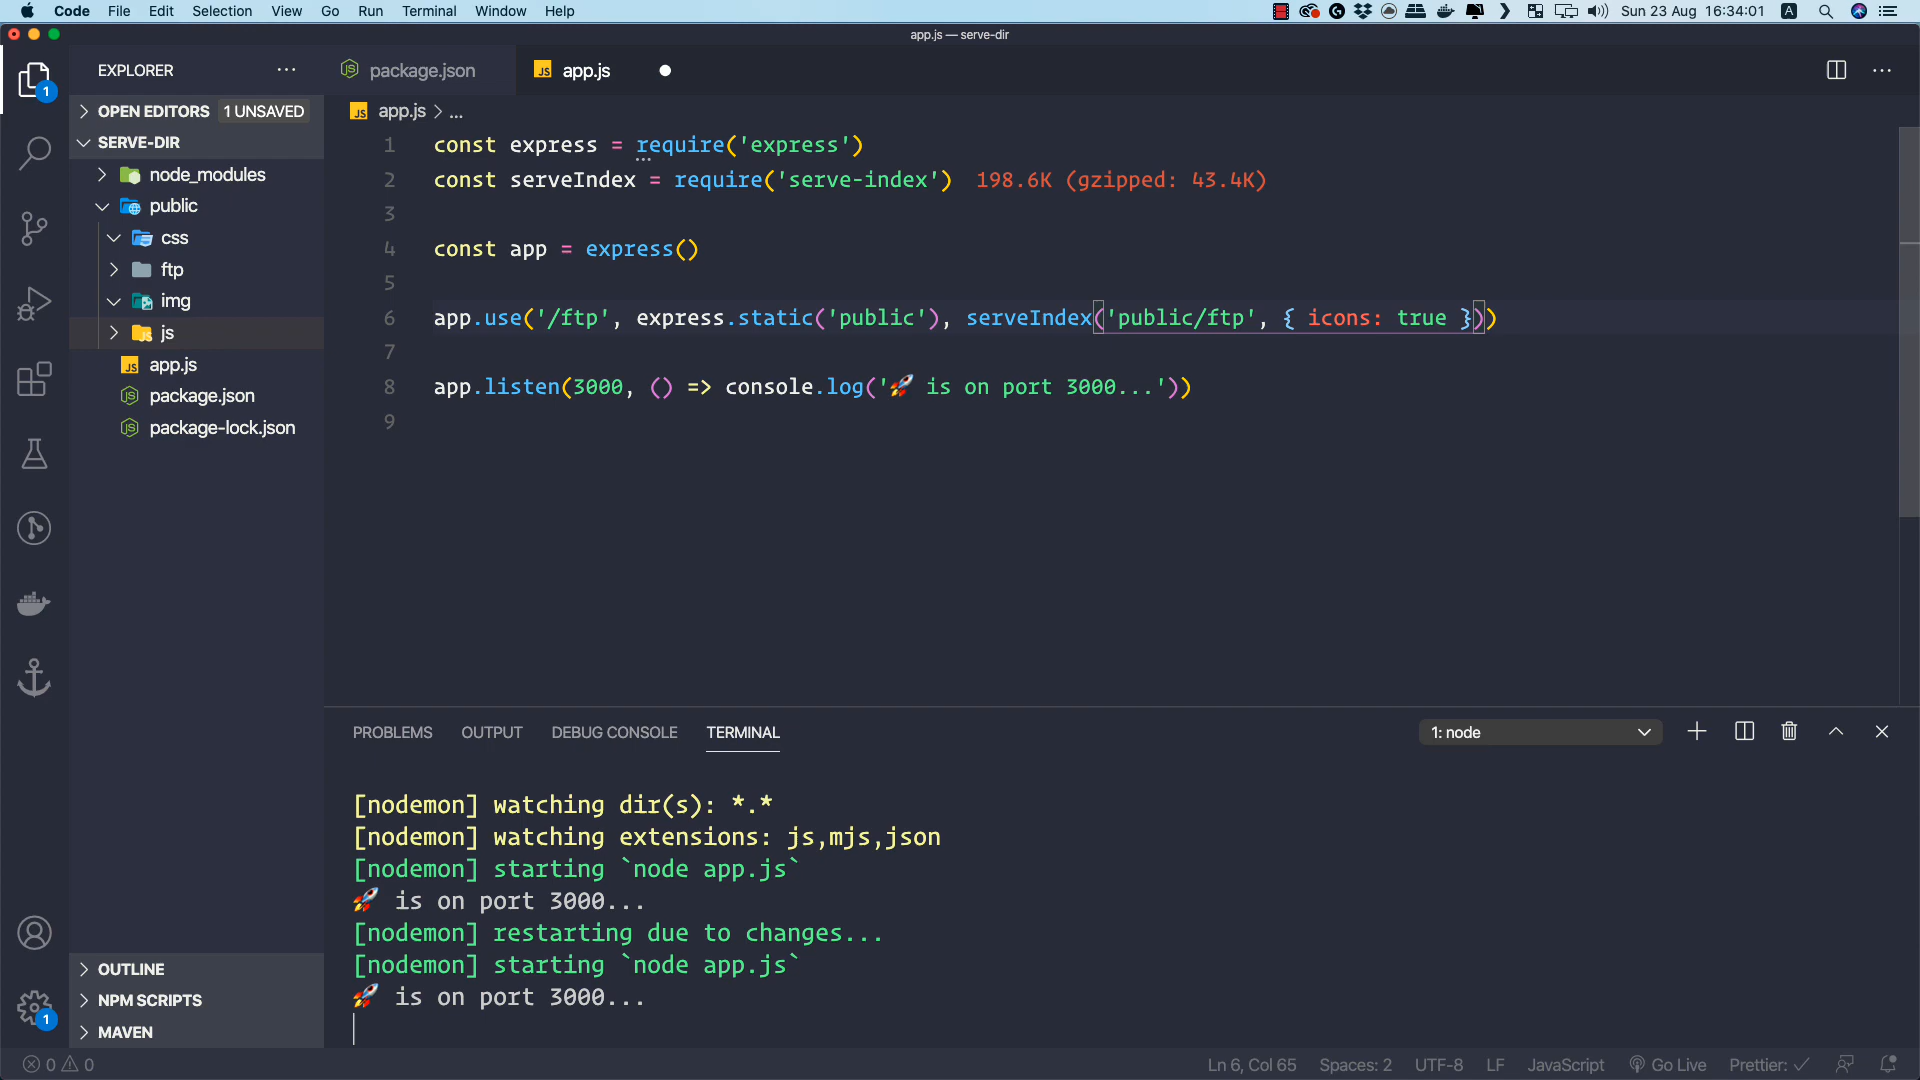 Code File Edit Selection View Go Run Terminal Window Help Sun 23 Aug 16:34:01 A
app.js — serve-dir
EXPLORER
1
package.json
app.js
OPEN EDITORS 1 UNSAVED
SERVE-DIR
node_modules
public
css
ftp
img
js
app.js
package.json
package-lock.json
OUTLINE
NPM SCRIPTS
MAVEN
1
app.js > ...
1 const express = require('express')
2 const serveIndex = require('serve-index') 198.6K (gzipped: 43.4K)
3
4 const app = express()
5
6 app.use('/ftp', express.static('public'), serveIndex('public/ftp', { icons: true }))
7
8 app.listen(3000, () => console.log('🚀 is on port 3000...'))
9
PROBLEMS OUTPUT DEBUG CONSOLE TERMINAL 1: node
[nodemon] watching dir(s): *.*
[nodemon] watching extensions: js,mjs,json
[nodemon] starting `node app.js`
🚀 is on port 3000...
[nodemon] restarting due to changes...
[nodemon] starting `node app.js`
🚀 is on port 3000...
0 0 Ln 6, Col 65 Spaces: 2 UTF-8 LF JavaScript Go Live Prettier: ✓